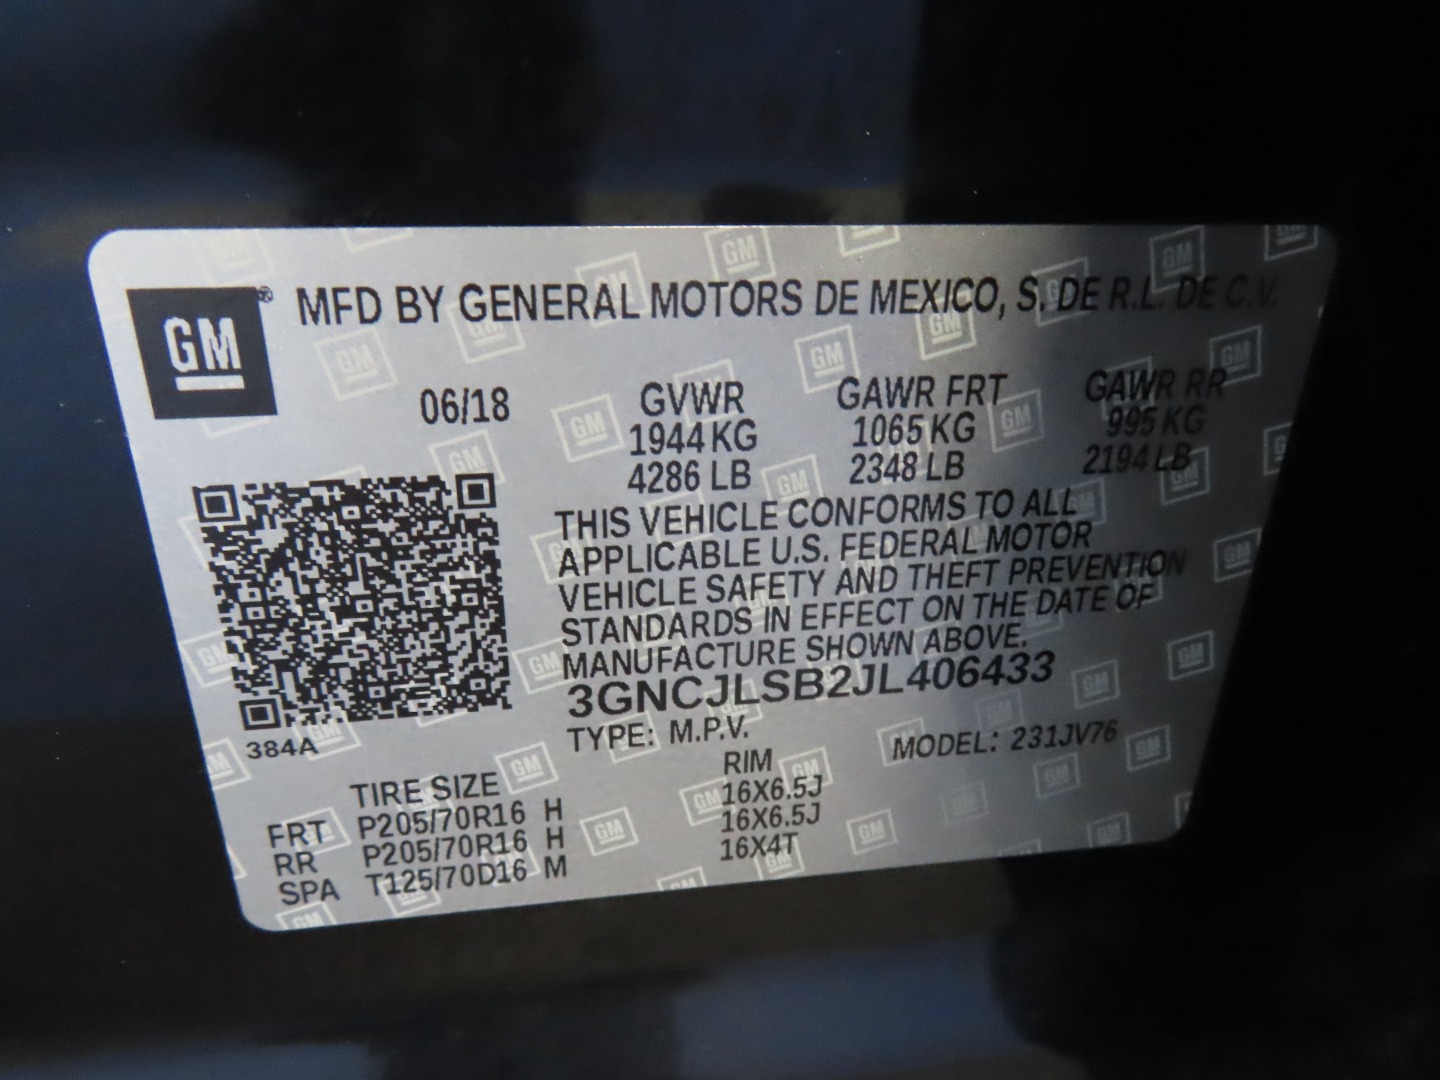 GM ® MFD BY GENERAL MOTORS DE MEXICO, S. DE R.L. DE C.V.
06/18 GVWR GAWR FRT GAWR RR
1944 KG 1065 KG 995 KG
4286 LB 2348 LB 2194 LB
THIS VEHICLE CONFORMS TO ALL
APPLICABLE U.S. FEDERAL MOTOR
VEHICLE SAFETY AND THEFT PREVENTION
STANDARDS IN EFFECT ON THE DATE OF
MANUFACTURE SHOWN ABOVE.
3GNCJLSB2JL406433
384A TYPE: M.P.V. MODEL: 231JV76
TIRE SIZE RIM
FRT P205/70R16 H 16X6.5J
RR P205/70R16 H 16X6.5J
SPA T125/70D16 M 16X4T